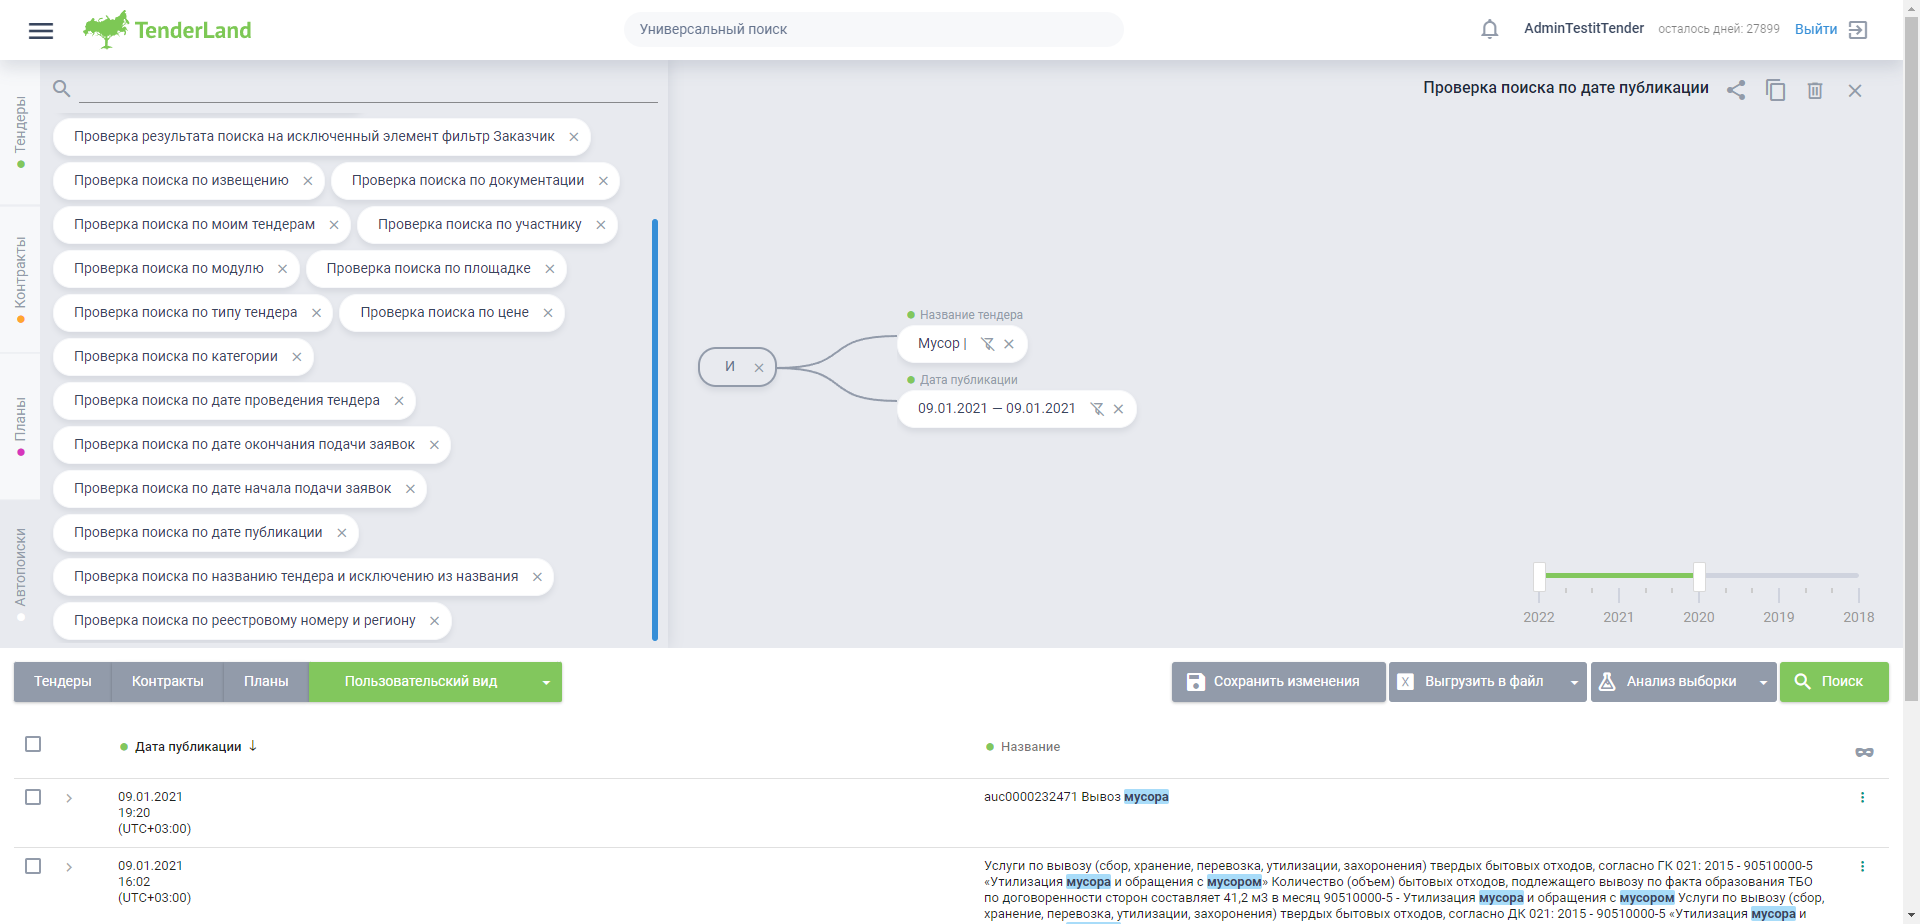 TenderLand
Универсальный поиск
AdminTestitTender
осталось дней: 27899
Выйти
Тендеры
Контракты
Планы
Автопоиски
Проверка результата поиска на исключенный элемент фильтр Заказчик
Проверка поиска по извещению
Проверка поиска по документации
Проверка поиска по моим тендерам
Проверка поиска по участнику
Проверка поиска по модулю
Проверка поиска по площадке
Проверка поиска по типу тендера
Проверка поиска по цене
Проверка поиска по категории
Проверка поиска по дате проведения тендера
Проверка поиска по дате окончания подачи заявок
Проверка поиска по дате начала подачи заявок
Проверка поиска по дате публикации
Проверка поиска по названию тендера и исключению из названия
Проверка поиска по реестровому номеру и региону
Проверка поиска по дате публикации
И
Название тендера
Мусор |
Дата публикации
09.01.2021 — 09.01.2021
2022 2021 2020 2019 2018
Тендеры
Контракты
Планы
Пользовательский вид
Сохранить изменения
X Выгрузить в файл
Анализ выборки
Поиск
Дата публикации
Название
09.01.2021
19:20
(UTC+03:00)
auc0000232471 Вывоз мусора
09.01.2021
16:02
(UTC+03:00)
Услуги по вывозу (сбор, хранение, перевозка, утилизации, захоронения) твердых бытовых отходов, согласно ГК 021: 2015 - 90510000-5
«Утилизация мусора и обращения с мусором» Количество (объем) бытовых отходов, подлежащего вывозу по факта образования ТБО
по договоренности сторон составляет 41,2 м3 в месяц 90510000-5 - Утилизация мусора и обращения с мусором Услуги по вывозу (сбор,
хранение, перевозка, утилизации, захоронения) твердых бытовых отходов, согласно ДК 021: 2015 - 90510000-5 «Утилизация мусора и